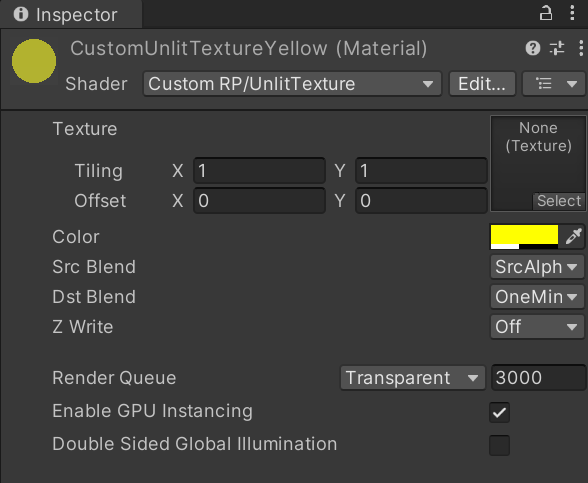 Inspector
CustomUnlitTextureYellow (Material)
Shader Custom RP/UnlitTexture Edit...
Texture
None
(Texture)
Tiling X 1 Y 1
Offset X 0 Y 0
Select
Color
Src Blend SrcAlph
Dst Blend OneMin
Z Write Off
Render Queue Transparent 3000
Enable GPU Instancing
Double Sided Global Illumination